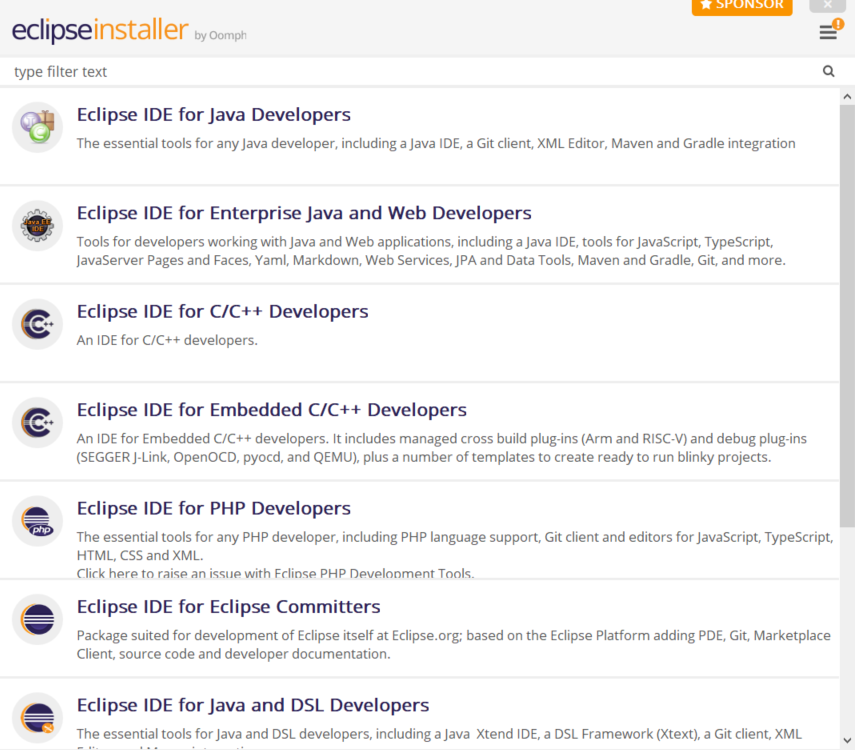 SPONSOR
eclipseinstaller by Oomph
!
type filter text
Eclipse IDE for Java Developers
The essential tools for any Java developer, including a Java IDE, a Git client, XML Editor, Maven and Gradle integration
Java EE
IDE
Eclipse IDE for Enterprise Java and Web Developers
Tools for developers working with Java and Web applications, including a Java IDE, tools for JavaScript, TypeScript,
JavaServer Pages and Faces, Yaml, Markdown, Web Services, JPA and Data Tools, Maven and Gradle, Git, and more.
C++
Eclipse IDE for C/C++ Developers
An IDE for C/C++ developers.
C++
Eclipse IDE for Embedded C/C++ Developers
An IDE for Embedded C/C++ developers. It includes managed cross build plug-ins (Arm and RISC-V) and debug plug-ins
(SEGGER J-Link, OpenOCD, pyocd, and QEMU), plus a number of templates to create ready to run blinky projects.
php
Eclipse IDE for PHP Developers
The essential tools for any PHP developer, including PHP language support, Git client and editors for JavaScript, TypeScript,
HTML, CSS and XML.
Click here to raise an issue with Eclipse PHP Development Tools.
Eclipse IDE for Eclipse Committers
Package suited for development of Eclipse itself at Eclipse.org; based on the Eclipse Platform adding PDE, Git, Marketplace
Client, source code and developer documentation.
Eclipse IDE for Java and DSL Developers
The essential tools for Java and DSL developers, including a Java Xtend IDE, a DSL Framework (Xtext), a Git client, XML